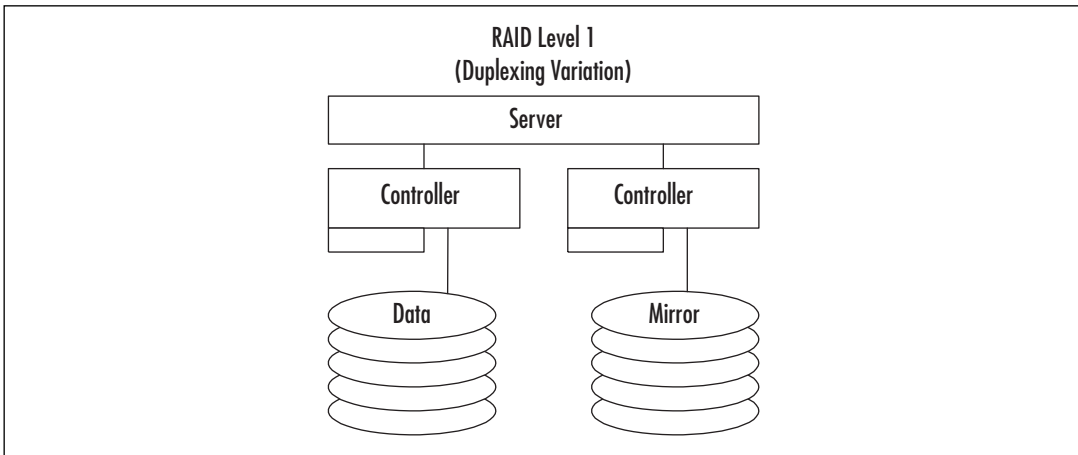 RAID Level 1
(Duplexing Variation)
Server
Controller
Controller
Data
Mirror